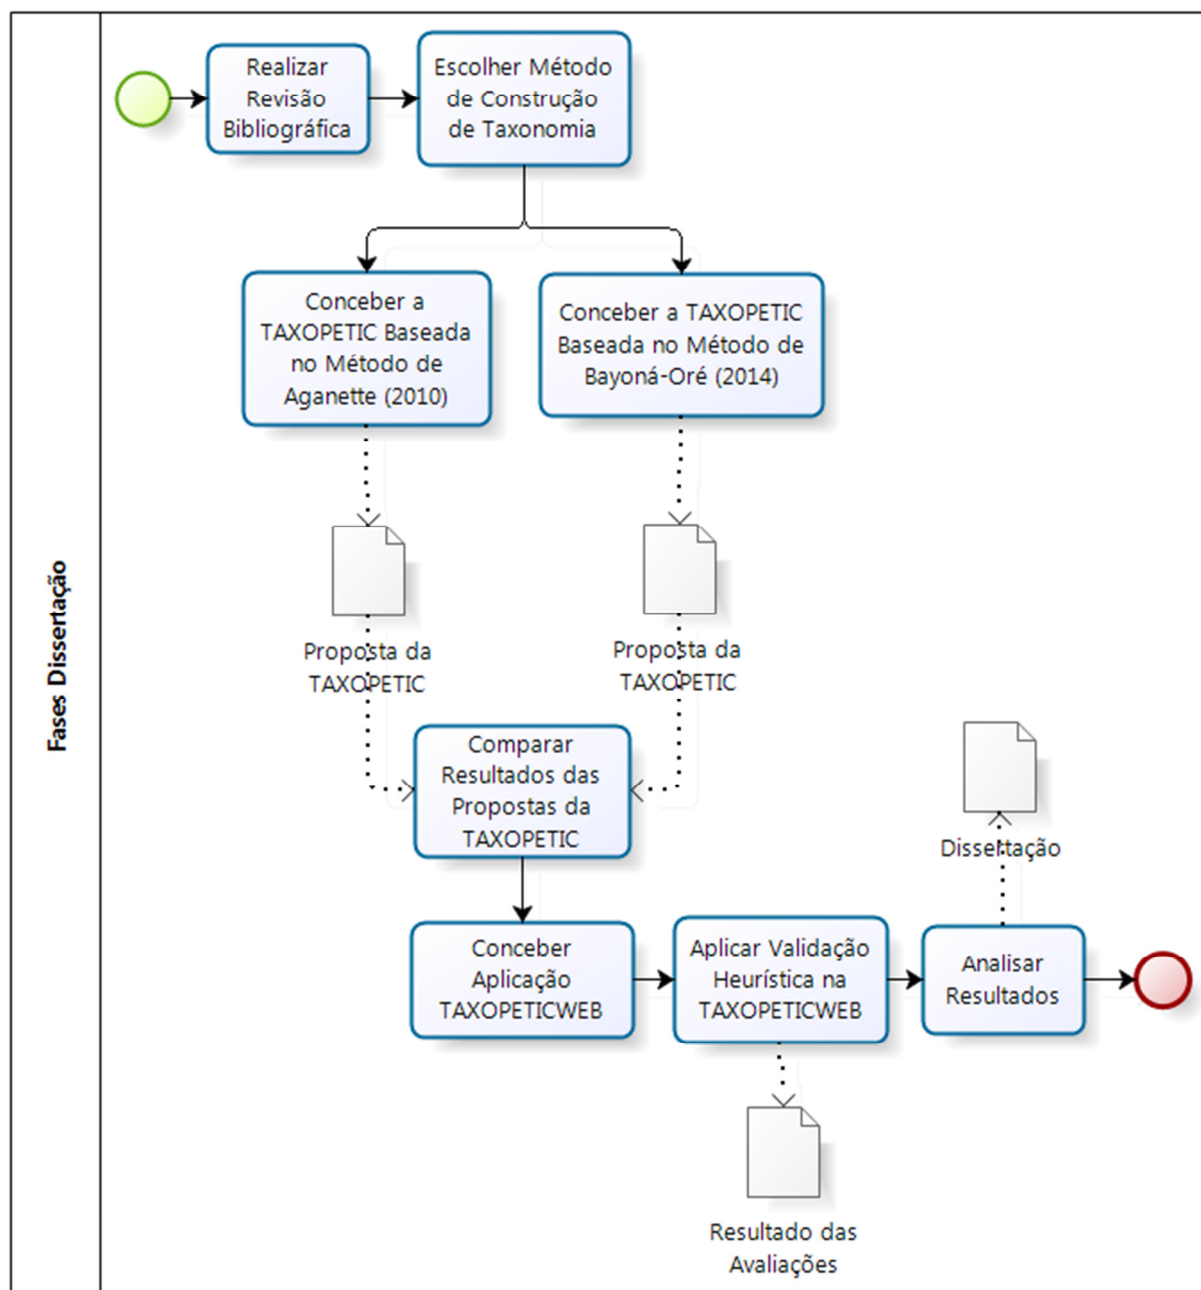 Fases Dissertação
Realizar
Revisão
Bibliográfica
Escolher Método
de Construção
de Taxonomia
Conceber a
TAXOPETIC Baseada
no Método de
Aganette (2010)
Conceber a TAXOPETIC
Baseada no Método de
Bayoná-Oré (2014)
Proposta da
TAXOPETIC
Proposta da
TAXOPETIC
Comparar
Resultados das
Propostas da
TAXOPETIC
Dissertação
Conceber
Aplicação
TAXOPETICWEB
Aplicar Validação
Heurística na
TAXOPETICWEB
Analisar
Resultados
Resultado das
Avaliações